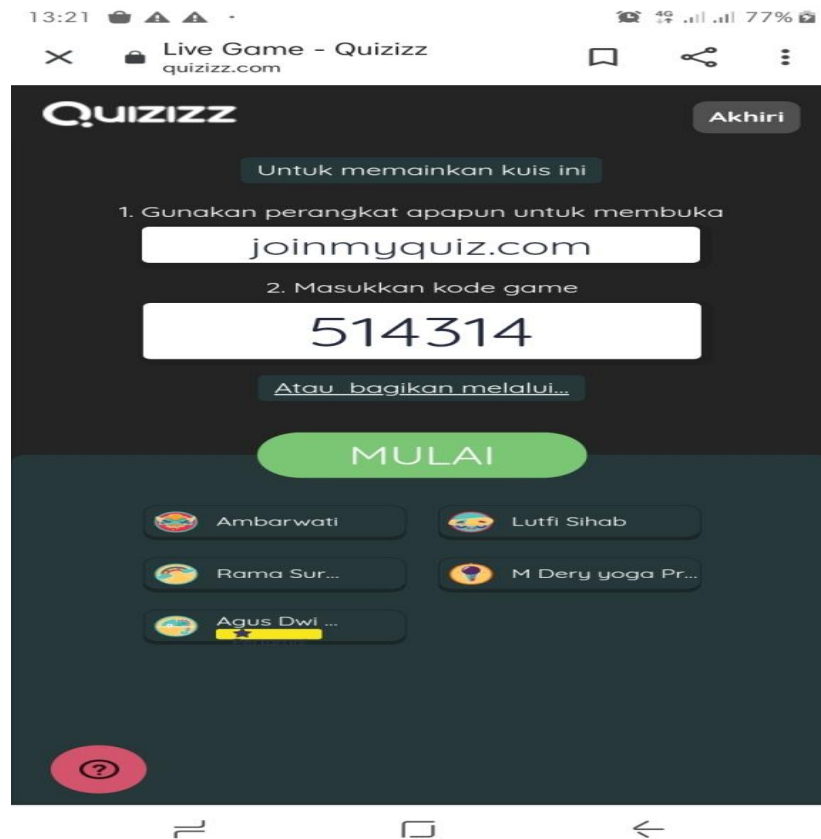 13:21 4G 77%
Live Game - Quizizz
quizizz.com
QUIZIZZ Akhiri
Untuk memainkan kuis ini
1. Gunakan perangkat apapun untuk membuka
joinmyquiz.com
2. Masukkan kode game
514314
Atau bagikan melalui...
MULAI
Ambarwati Lutfi Sihab
Rama Sur... M Dery yoga Pr...
Agus Dwi ...